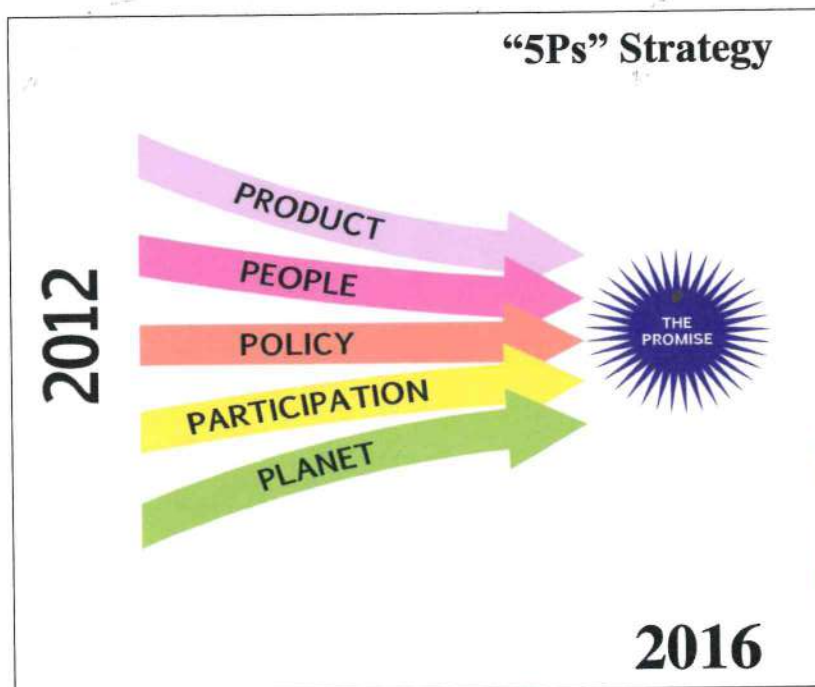 “5Ps” Strategy
2012
PRODUCT
PEOPLE
POLICY
PARTICIPATION
PLANET
THE
PROMISE
2016